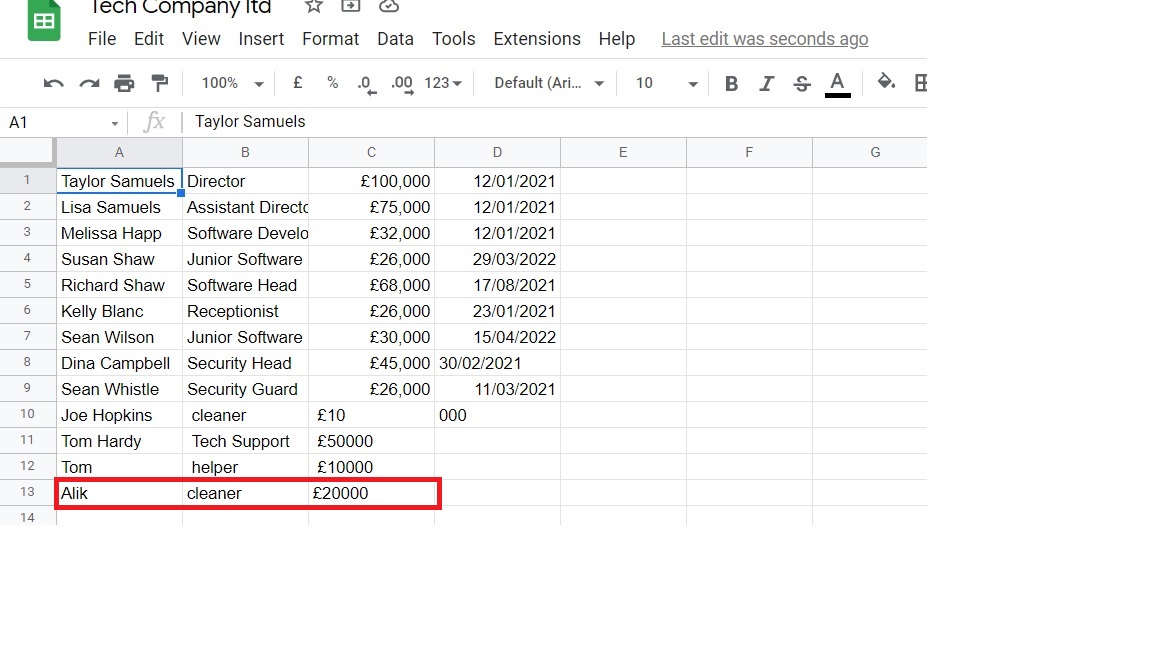 Tech Company ltd
File Edit View Insert Format Data Tools Extensions Help Last edit was seconds ago
100% £ % .0 .00 123 Default (Ari... 10 B I S A
A1 fx Taylor Samuels
A B C D E F G
1 Taylor Samuels Director £100,000 12/01/2021
2 Lisa Samuels Assistant Directo £75,000 12/01/2021
3 Melissa Happ Software Develo £32,000 12/01/2021
4 Susan Shaw Junior Software £26,000 29/03/2022
5 Richard Shaw Software Head £68,000 17/08/2021
6 Kelly Blanc Receptionist £26,000 23/01/2021
7 Sean Wilson Junior Software £30,000 15/04/2022
8 Dina Campbell Security Head £45,000 30/02/2021
9 Sean Whistle Security Guard £26,000 11/03/2021
10 Joe Hopkins cleaner £10 000
11 Tom Hardy Tech Support £50000
12 Tom helper £10000
13 Alik cleaner £20000
14